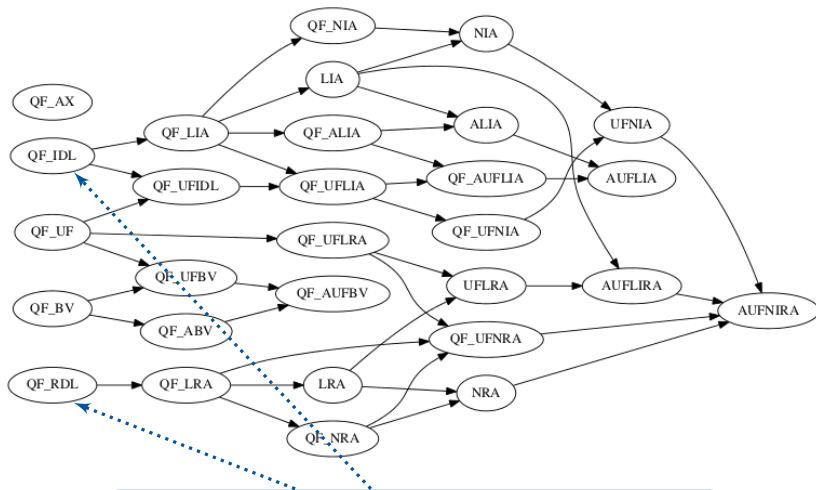 QF_NIA
NIA
LIA
QF_AX
QF_LIA
QF_ALIA
ALIA
UFNIA
QF_IDL
QF_UFIDL
QF_UFLIA
QF_AUFLIA
AUFLIA
QF_UF
QF_UFLRA
QF_UFNIA
QF_UFBV
QF_AUFBV
UFLRA
AUFLIRA
QF_BV
QF_ABV
QF_UFNRA
AUFNIRA
QF_RDL
QF_LRA
LRA
NRA
QF_NRA